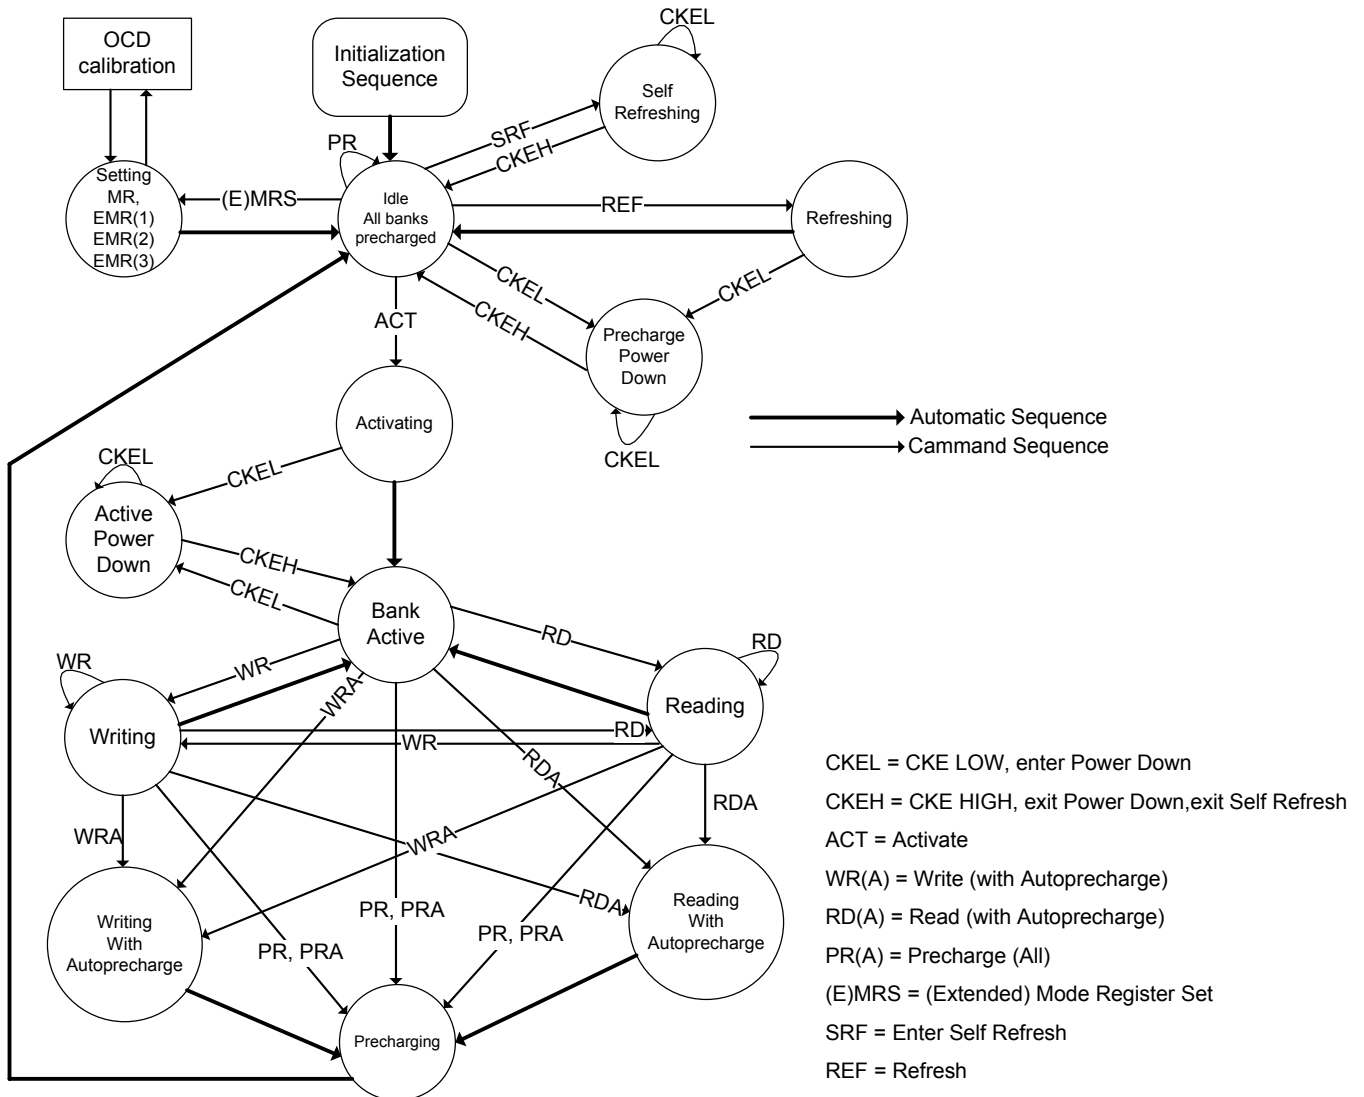 OCD
calibration
Initialization
Sequence
CKEL
Self
Refreshing
SRF
CKEH
PR
Setting
MR,
EMR(1)
EMR(2)
EMR(3)
(E)MRS
Idle
All banks
precharged
REF
Refreshing
CKEL
CKEH
CKEL
ACT
Precharge
Power
Down
CKEL
Activating
Automatic Sequence
Cammand Sequence
CKEL
CKEL
Active
Power
Down
CKEH
CKEL
Bank
Active
RD
RD
WR
WR
WRA
Reading
Writing
RD
WR
RDA
RDA
WRA
WRA
PR, PRA
RDA
PR, PRA
PR, PRA
Writing
With
Autoprecharge
Reading
With
Autoprecharge
Precharging
CKEL = CKE LOW, enter Power Down
CKEH = CKE HIGH, exit Power Down,exit Self Refresh
ACT = Activate
WR(A) = Write (with Autoprecharge)
RD(A) = Read (with Autoprecharge)
PR(A) = Precharge (All)
(E)MRS = (Extended) Mode Register Set
SRF = Enter Self Refresh
REF = Refresh